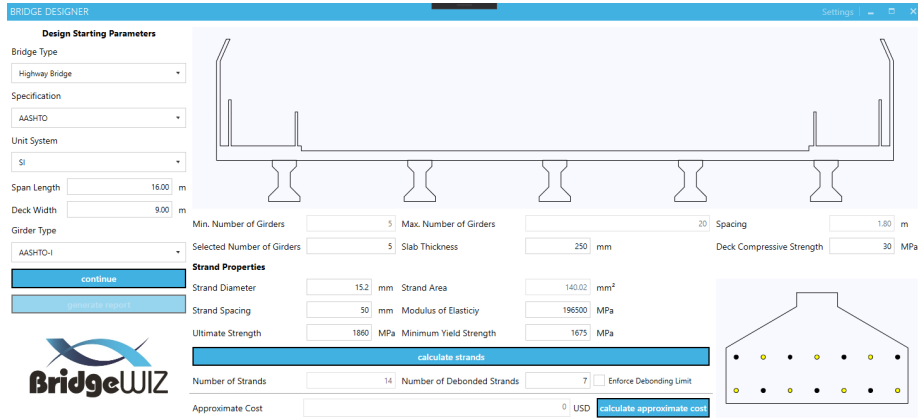 BRIDGE DESIGNER
Settings
Design Starting Parameters
Bridge Type
Highway Bridge
Specification
AASHTO
Unit System
SI
Span Length 16.00 m
Deck Width 9.00 m
Girder Type
AASHTO-I
continue
generate report
BridgeWIZ
Min. Number of Girders 5 Max. Number of Girders 20 Spacing 1.80 m
Selected Number of Girders 5 Slab Thickness 250 mm Deck Compressive Strength 30 MPa
Strand Properties
Strand Diameter 15.2 mm Strand Area 140.02 mm²
Strand Spacing 50 mm Modulus of Elasticiy 196500 MPa
Ultimate Strength 1860 MPa Minimum Yield Strength 1675 MPa
calculate strands
Number of Strands 14 Number of Debonded Strands 7 Enforce Debonding Limit
Approximate Cost 0 USD calculate approximate cost